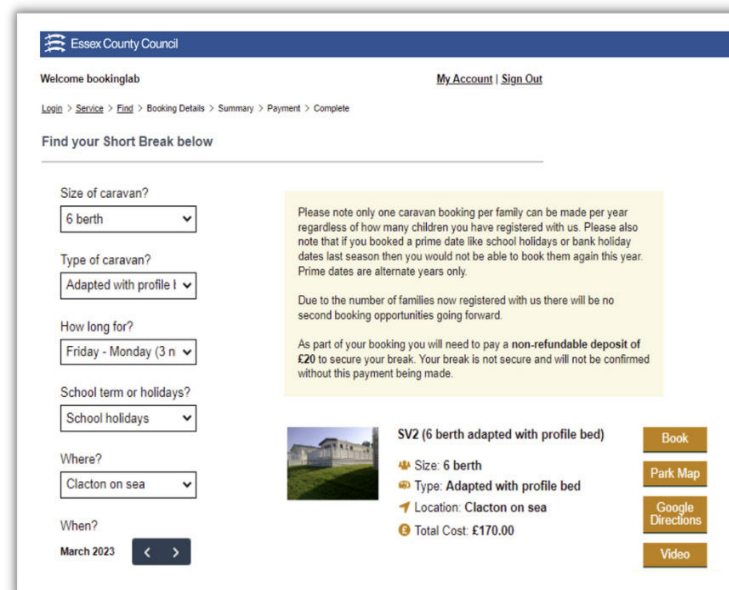 Essex County Council
Welcome bookinglab
My Account | Sign Out
Login > Service > Find > Booking Details > Summary > Payment > Complete
Find your Short Break below
Size of caravan?
6 berth
Type of caravan?
Adapted with profile b
How long for?
Friday - Monday (3 n
School term or holidays?
School holidays
Where?
Clacton on sea
When?
March 2023
Please note only one caravan booking per family can be made per year
regardless of how many children you have registered with us. Please also
note that if you booked a prime date like school holidays or bank holiday
dates last season then you would not be able to book them again this year.
Prime dates are alternate years only.
Due to the number of families now registered with us there will be no
second booking opportunities going forward.
As part of your booking you will need to pay a non-refundable deposit of
£20 to secure your break. Your break is not secure and will not be confirmed
without this payment being made.
SV2 (6 berth adapted with profile bed)
Size: 6 berth
Type: Adapted with profile bed
Location: Clacton on sea
Total Cost: £170.00
Book
Park Map
Google
Directions
Video